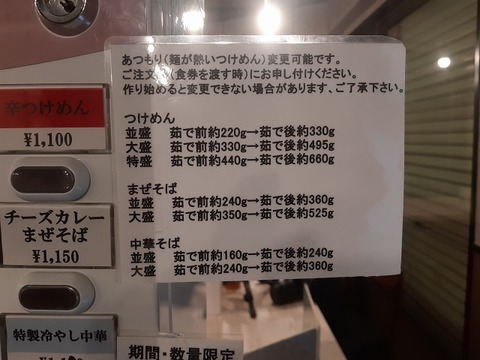 あつもり(麺が熱いつけめん)変更可能です。
ご注文時(食券を渡す時)にお申し付けください。
作り始めると変更できない場合があります、ご了承下さい。
つけめん
並盛 茹で前約220g→茹で後約330g
大盛 茹で前約330g→茹で後約495g
特盛 茹で前約440g→茹で後約660g
まぜそば
並盛 茹で前約240g→茹で後約360g
大盛 茹で前約350g→茹で後約525g
中華そば
並盛 茹で前約160g→茹で後約240g
大盛 茹で前約240g→茹で後約360g
辛つけめん
¥1,100
チーズカレー
まぜそば
¥1,150
特製冷やし中華
期間・数量限定